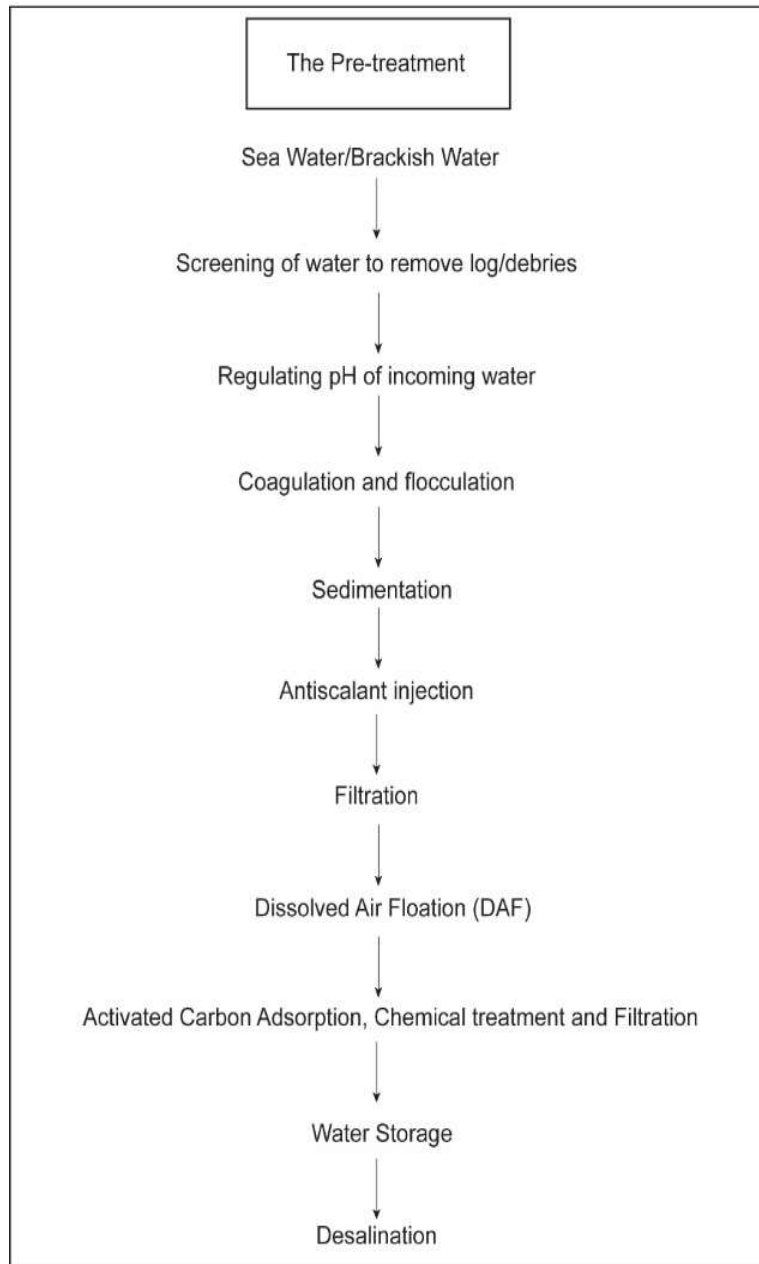 The Pre-treatment
Sea Water/Brackish Water
Screening of water to remove log/debries
Regulating pH of incoming water
Coagulation and flocculation
Sedimentation
Antiscalant injection
Filtration
Dissolved Air Floation (DAF)
Activated Carbon Adsorption, Chemical treatment and Filtration
Water Storage
Desalination